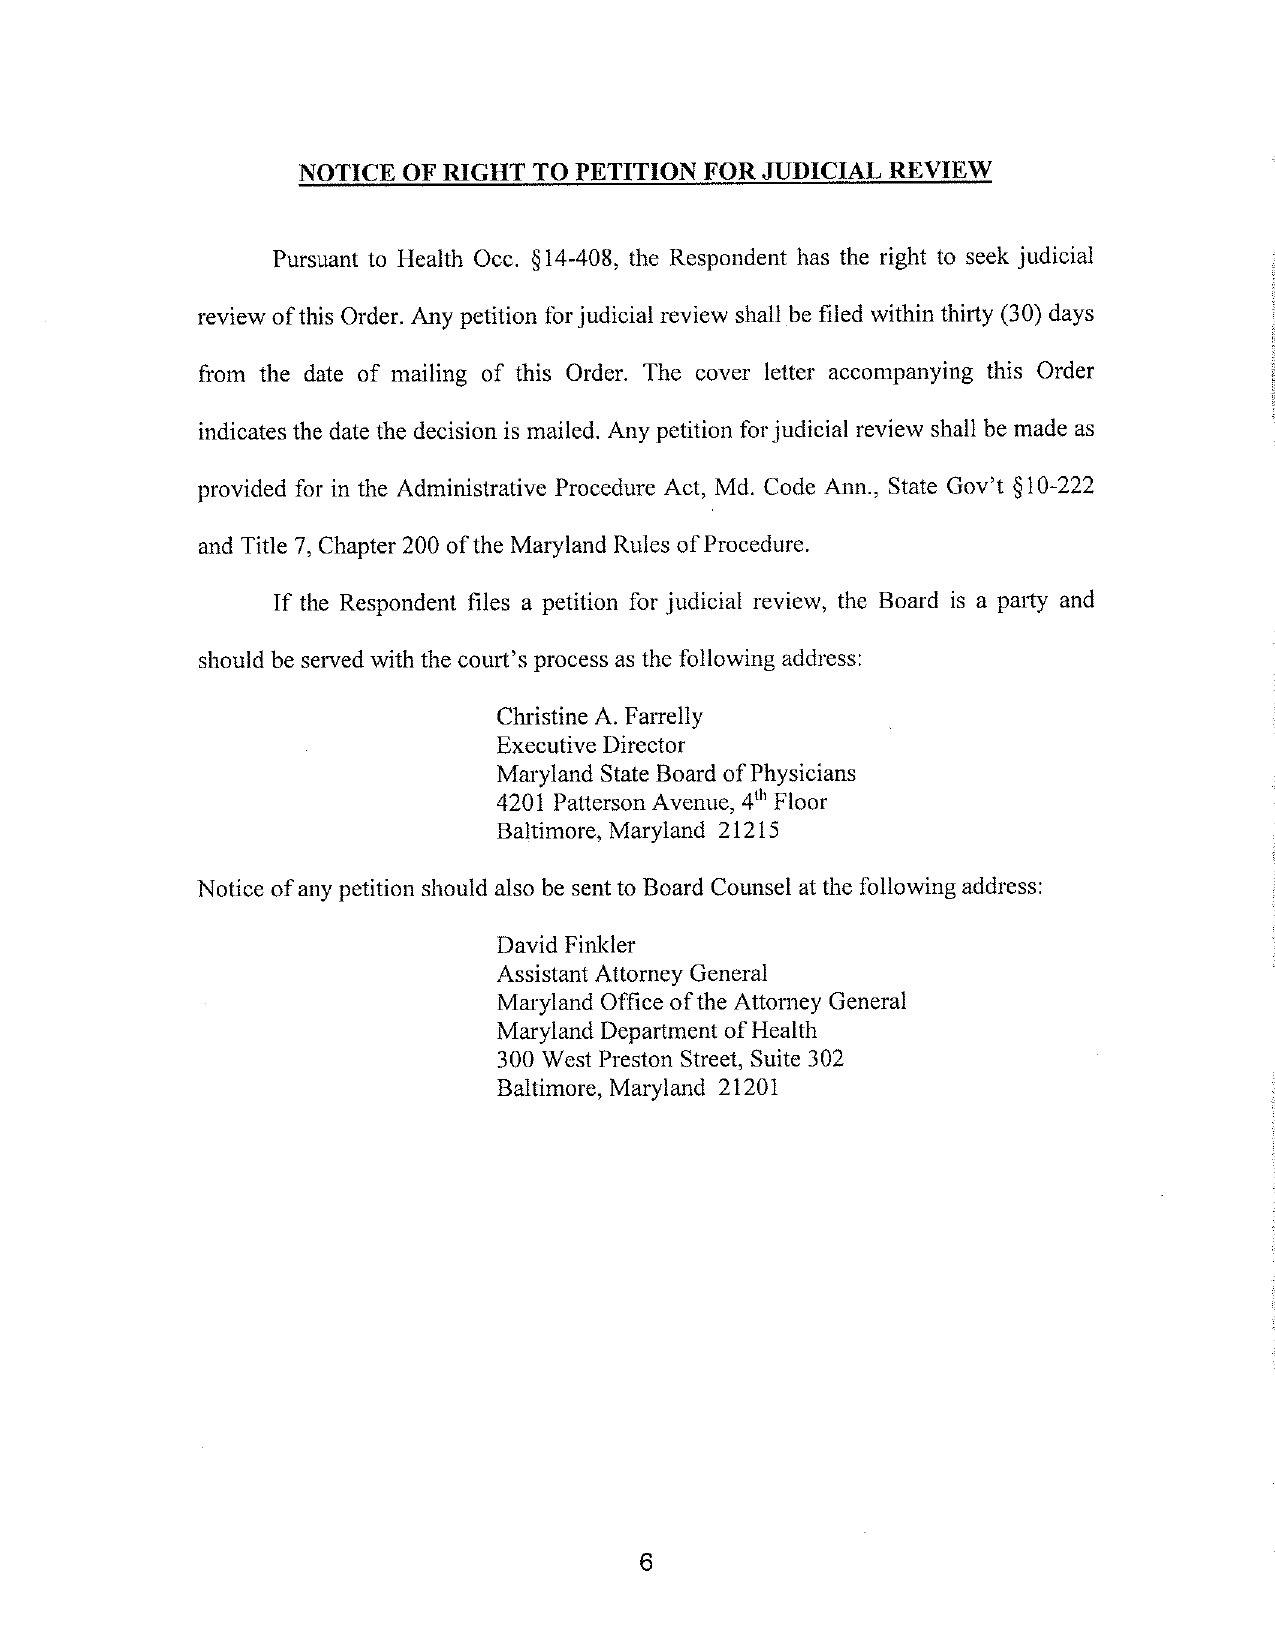 NOTICE OF RIGHT TO PETITION FOR JUDICIAL REVIEW
Pursuant to Health Occ. §14-408, the Respondent has the right to seek judicial
review of this Order. Any petition for judicial review shall be filed within thirty (30) days
from the date of mailing of this Order. The cover letter accompanying this Order
indicates the date the decision is mailed. Any petition for judicial review shall be made as
provided for in the Administrative Procedure Act, Md. Code Ann., State Gov't §10-222
and Title 7, Chapter 200 of the Maryland Rules of Procedure.
If the Respondent files a petition for judicial review, the Board is a party and
should be served with the court's process as the following address:
Christine A. Farrelly
Executive Director
Maryland State Board of Physicians
4201 Patterson Avenue, 4th Floor
Baltimore, Maryland 21215
Notice of any petition should also be sent to Board Counsel at the following address:
David Finkler
Assistant Attorney General
Maryland Office of the Attorney General
Maryland Department of Health
300 West Preston Street, Suite 302
Baltimore, Maryland 21201
6